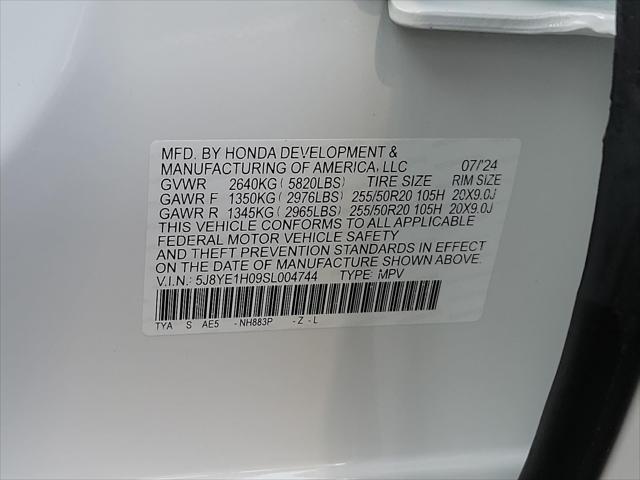 MFD. BY HONDA DEVELOPMENT &
MANUFACTURING OF AMERICA, LLC 07/'24
GVWR 2640KG (5820LBS) TIRE SIZE RIM SIZE
GAWR F 1350KG (2976LBS) 255/50R20 105H 20X9.0J
GAWR R 1345KG (2965LBS) 255/50R20 105H 20X9.0J
THIS VEHICLE CONFORMS TO ALL APPLICABLE
FEDERAL MOTOR VEHICLE SAFETY
AND THEFT PREVENTION STANDARDS IN EFFECT
ON THE DATE OF MANUFACTURE SHOWN ABOVE.
V.I.N.: 5J8YE1H09SL004744 TYPE: MPV
TYA S AE5 -NH883P -Z-L